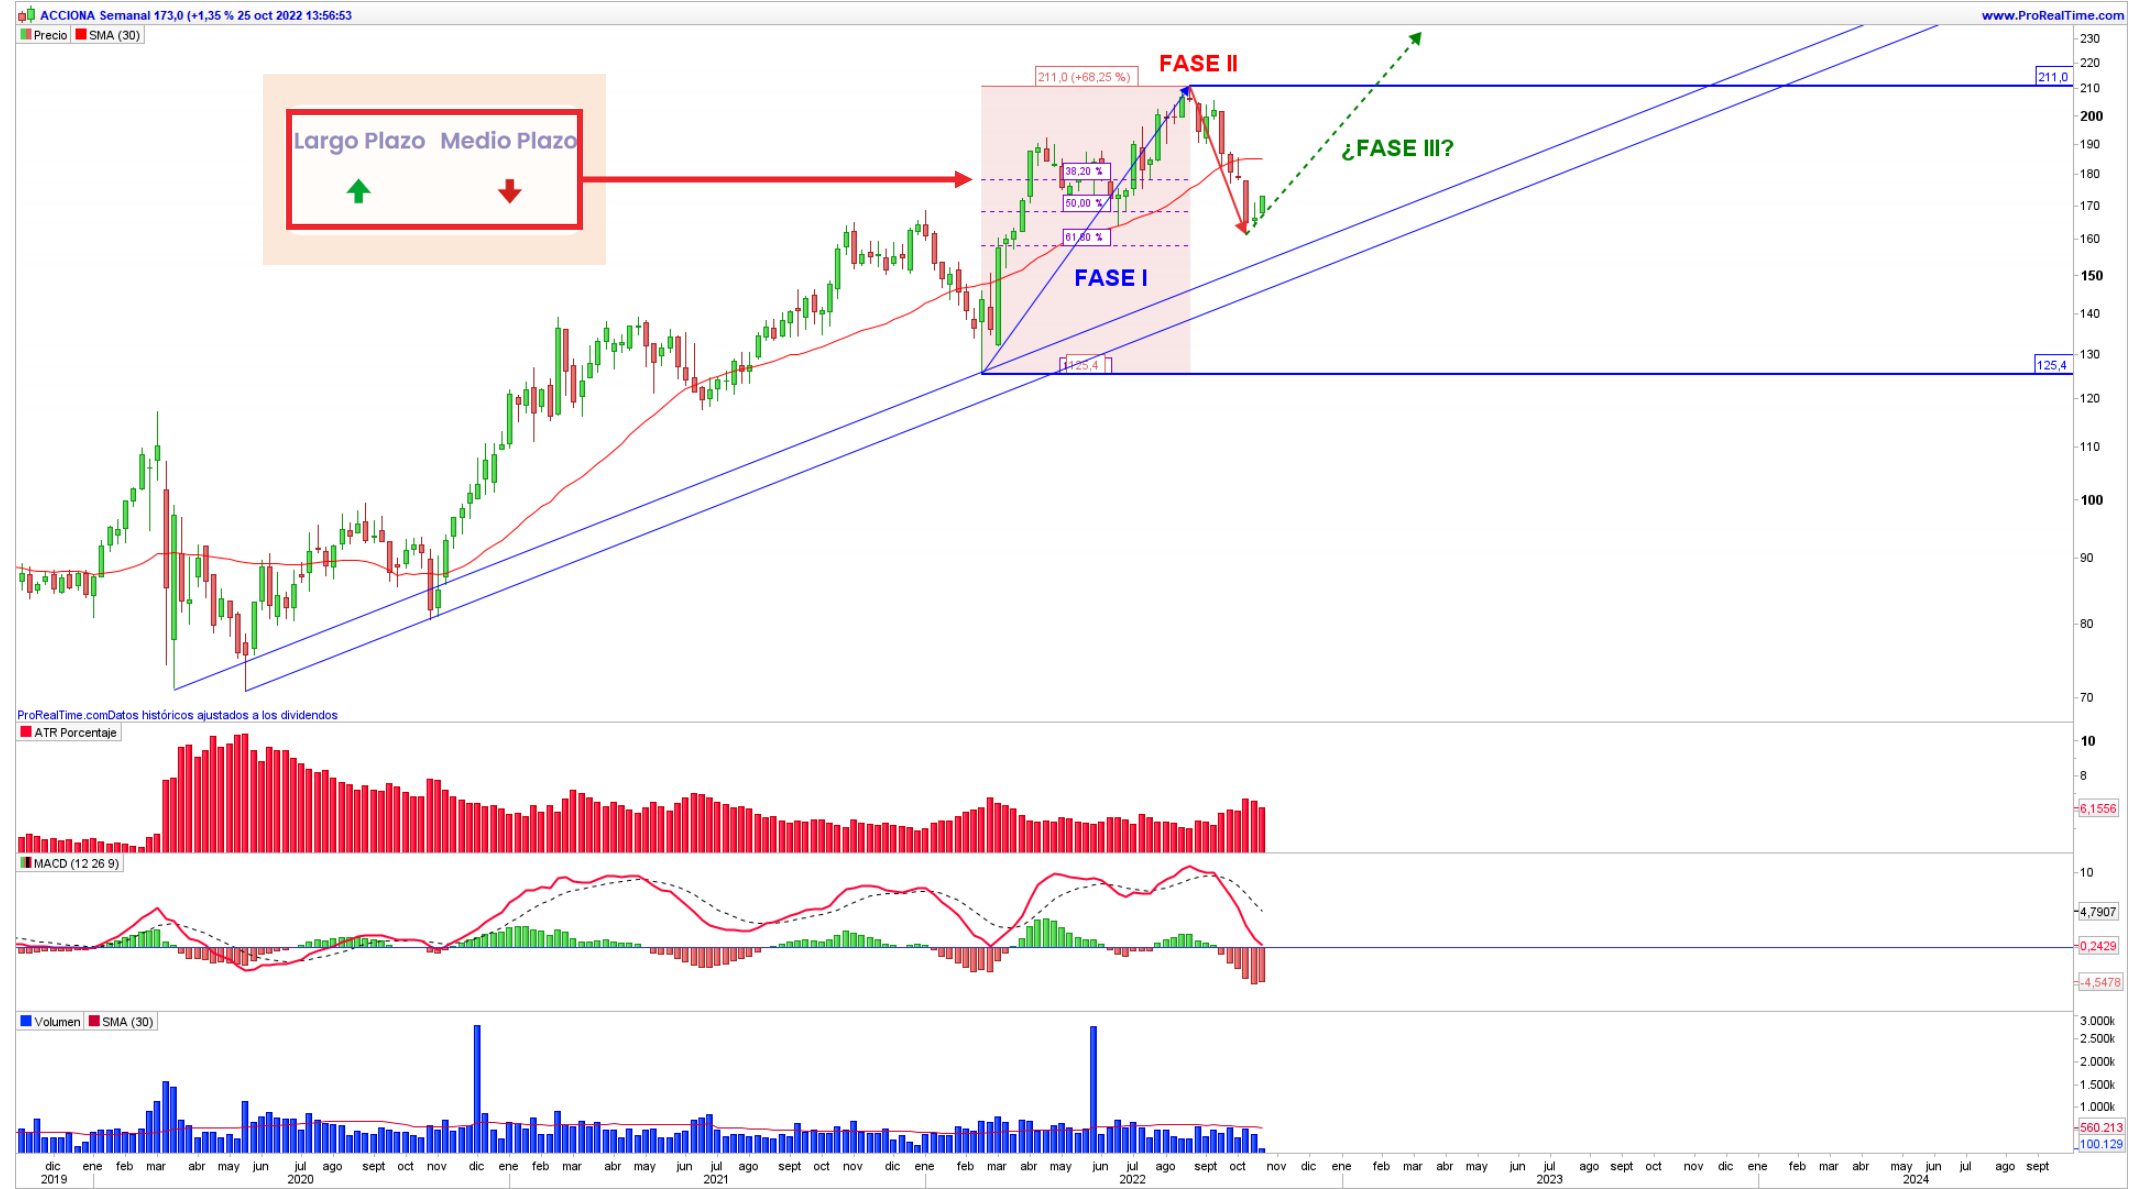 ACCIONA Semanal 173,0 (+1,35 % 25 oct 2022 13:56:53
www.ProRealTime.com
Precio SMA (30)
230
220
211,0
210
200
190
180
170
160
150
140
130
125,4
120
110
100
90
80
70
211,0 (+68,25 %)
FASE II
Largo Plazo Medio Plazo
¿FASE III?
38,20 %
50,00 %
61,80 %
FASE I
125,4
ProRealTime.comDatos históricos ajustados a los dividendos
ATR Porcentaje
10
8
6,1556
MACD (12 26 9)
10
4,7907
0,2429
-4,5478
Volumen SMA (30)
3.000k
2.500k
2.000k
1.500k
1.000k
560.213
100.129
dic ene feb mar abr may jun jul ago sept oct nov dic ene feb mar abr may jun jul ago sept oct nov dic ene feb mar abr may jun jul ago sept oct nov dic ene feb mar abr may jun jul ago sept oct nov dic ene feb mar abr may jun jul ago sept
2019 2020 2021 2022 2023 2024